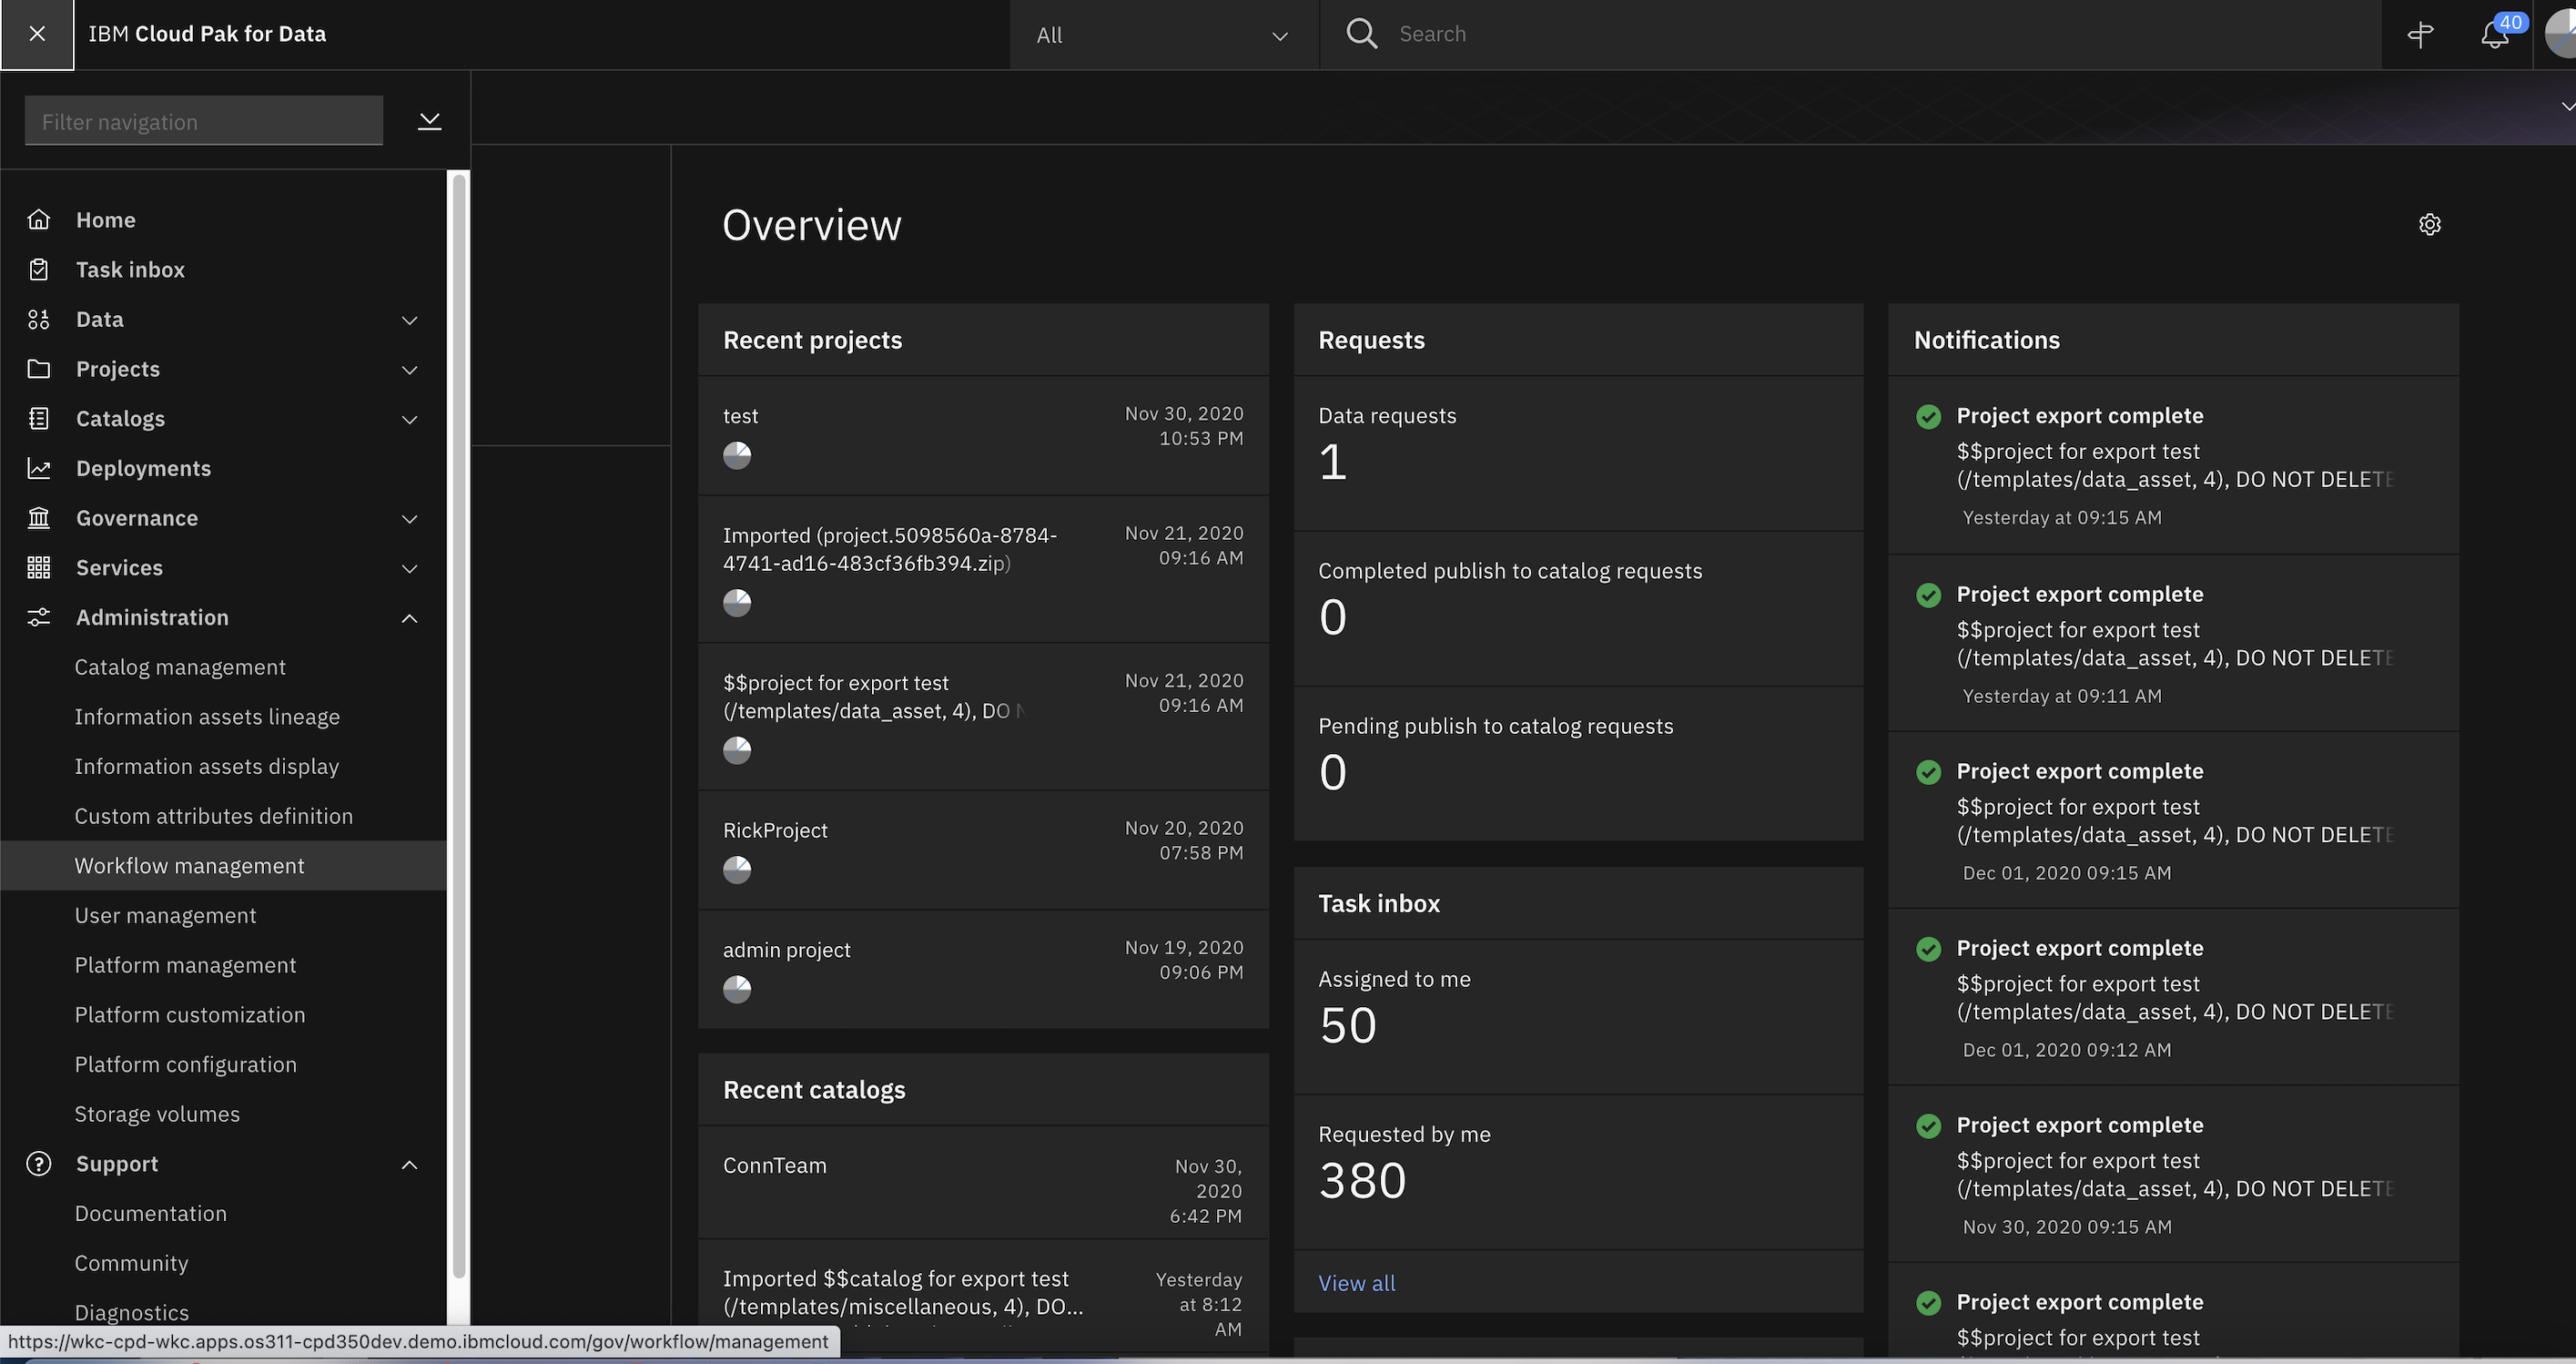 IBM Cloud Pak for Data
All
Search
40
Filter navigation
Home
Task inbox
Data
Projects
Catalogs
Deployments
Governance
Services
Administration
Catalog management
Information assets lineage
Information assets display
Custom attributes definition
Workflow management
User management
Platform management
Platform customization
Platform configuration
Storage volumes
Support
Documentation
Community
Diagnostics
https://wkc-cpd-wkc.apps.os311-cpd350dev.demo.ibmcloud.com/gov/workflow/management
Overview
Recent projects
test
Nov 30, 2020
10:53 PM
Imported (project.5098560a-8784-
4741-ad16-483cf36fb394.zip)
Nov 21, 2020
09:16 AM
$$project for export test
(/templates/data_asset, 4), DO N
Nov 21, 2020
09:16 AM
RickProject
Nov 20, 2020
07:58 PM
admin project
Nov 19, 2020
09:06 PM
Recent catalogs
ConnTeam
Nov 30,
2020
6:42 PM
Imported $$catalog for export test
(/templates/miscellaneous, 4), DO...
Yesterday
at 8:12
AM
Requests
Data requests
1
Completed publish to catalog requests
0
Pending publish to catalog requests
0
Task inbox
Assigned to me
50
Requested by me
380
View all
Notifications
Project export complete
$$project for export test
(/templates/data_asset, 4), DO NOT DELETE
Yesterday at 09:15 AM
Project export complete
$$project for export test
(/templates/data_asset, 4), DO NOT DELETE
Yesterday at 09:11 AM
Project export complete
$$project for export test
(/templates/data_asset, 4), DO NOT DELETE
Dec 01, 2020 09:15 AM
Project export complete
$$project for export test
(/templates/data_asset, 4), DO NOT DELETE
Dec 01, 2020 09:12 AM
Project export complete
$$project for export test
(/templates/data_asset, 4), DO NOT DELETE
Nov 30, 2020 09:15 AM
Project export complete
$$project for export test